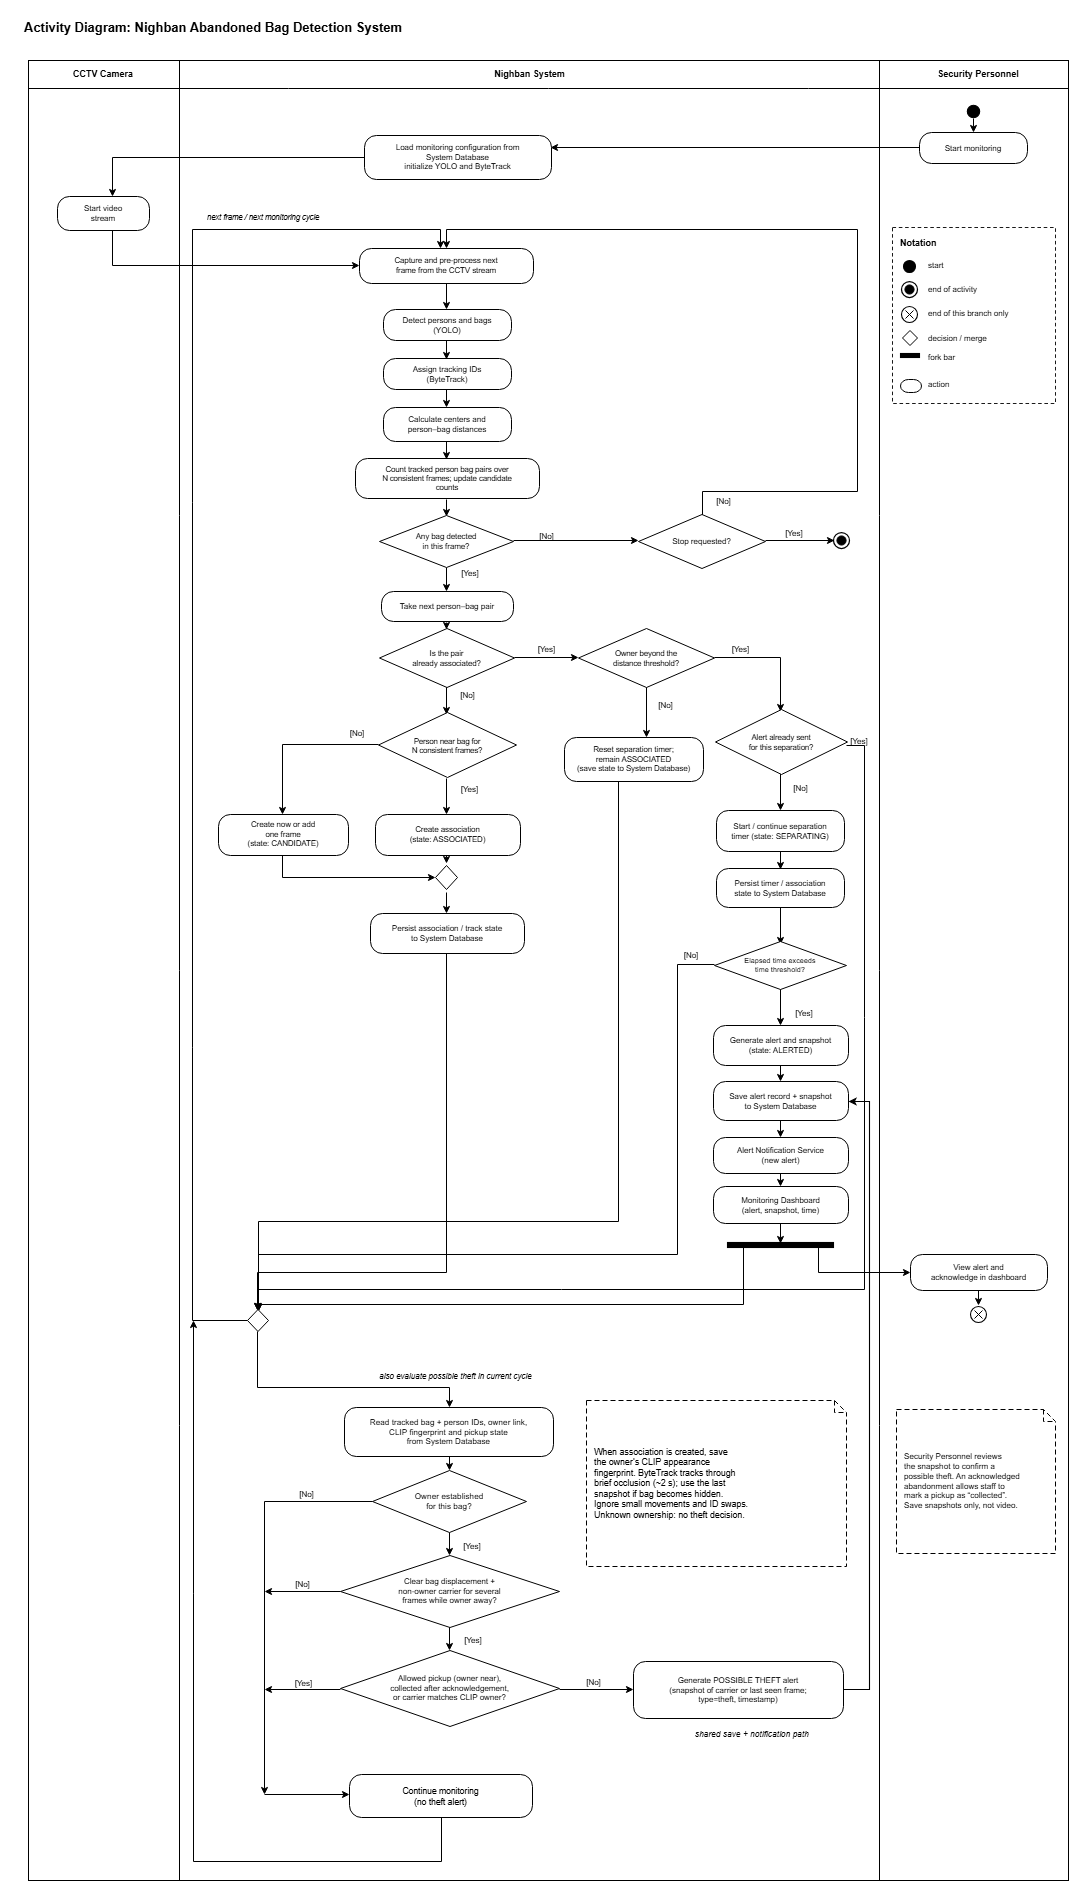 Activity Diagram: Nighban Abandoned Bag Detection System
CCTV Camera
Nighban System
Security Personnel
Load monitoring configuration from
System Database
initialize YOLO and ByteTrack
Start monitoring
Start video
stream
next frame / next monitoring cycle
Capture and pre-process next
frame from the CCTV stream
Notation
start
end of activity
end of this branch only
decision / merge
fork bar
action
Detect persons and bags
(YOLO)
Assign tracking IDs
(ByteTrack)
Calculate centers and
person–bag distances
Count tracked person bag pairs over
N consistent frames; update candidate
counts
[No]
Any bag detected
in this frame?
[No]
Stop requested?
[Yes]
[Yes]
Take next person–bag pair
Is the pair
already associated?
[Yes]
Owner beyond the
distance threshold?
[Yes]
[No]
[No]
[No]
Person near bag for
N consistent frames?
Reset separation timer;
remain ASSOCIATED
(save state to System Database)
Alert already sent
for this separation?
[Yes]
[Yes]
[No]
Create now or add
one frame
(state: CANDIDATE)
Create association
(state: ASSOCIATED)
Start / continue separation
timer (state: SEPARATING)
Persist timer / association
state to System Database
Persist association / track state
to System Database
[No]
Elapsed time exceeds
time threshold?
[Yes]
Generate alert and snapshot
(state: ALERTED)
Save alert record + snapshot
to System Database
Alert Notification Service
(new alert)
Monitoring Dashboard
(alert, snapshot, time)
View alert and
acknowledge in dashboard
also evaluate possible theft in current cycle
Read tracked bag + person IDs, owner link,
CLIP fingerprint and pickup state
from System Database
When association is created, save
the owner's CLIP appearance
fingerprint. ByteTrack tracks through
brief occlusion (~2 s); use the last
snapshot if bag becomes hidden.
Ignore small movements and ID swaps.
Unknown ownership: no theft decision.
Security Personnel reviews
the snapshot to confirm a
possible theft. An acknowledged
abandonment allows staff to
mark a pickup as "collected".
Save snapshots only, not video.
[No]
Owner established
for this bag?
[Yes]
[No]
Clear bag displacement +
non-owner carrier for several
frames while owner away?
[Yes]
[Yes]
Allowed pickup (owner near),
collected after acknowledgement,
or carrier matches CLIP owner?
[No]
Generate POSSIBLE THEFT alert
(snapshot of carrier or last seen frame;
type=theft, timestamp)
shared save + notification path
Continue monitoring
(no theft alert)